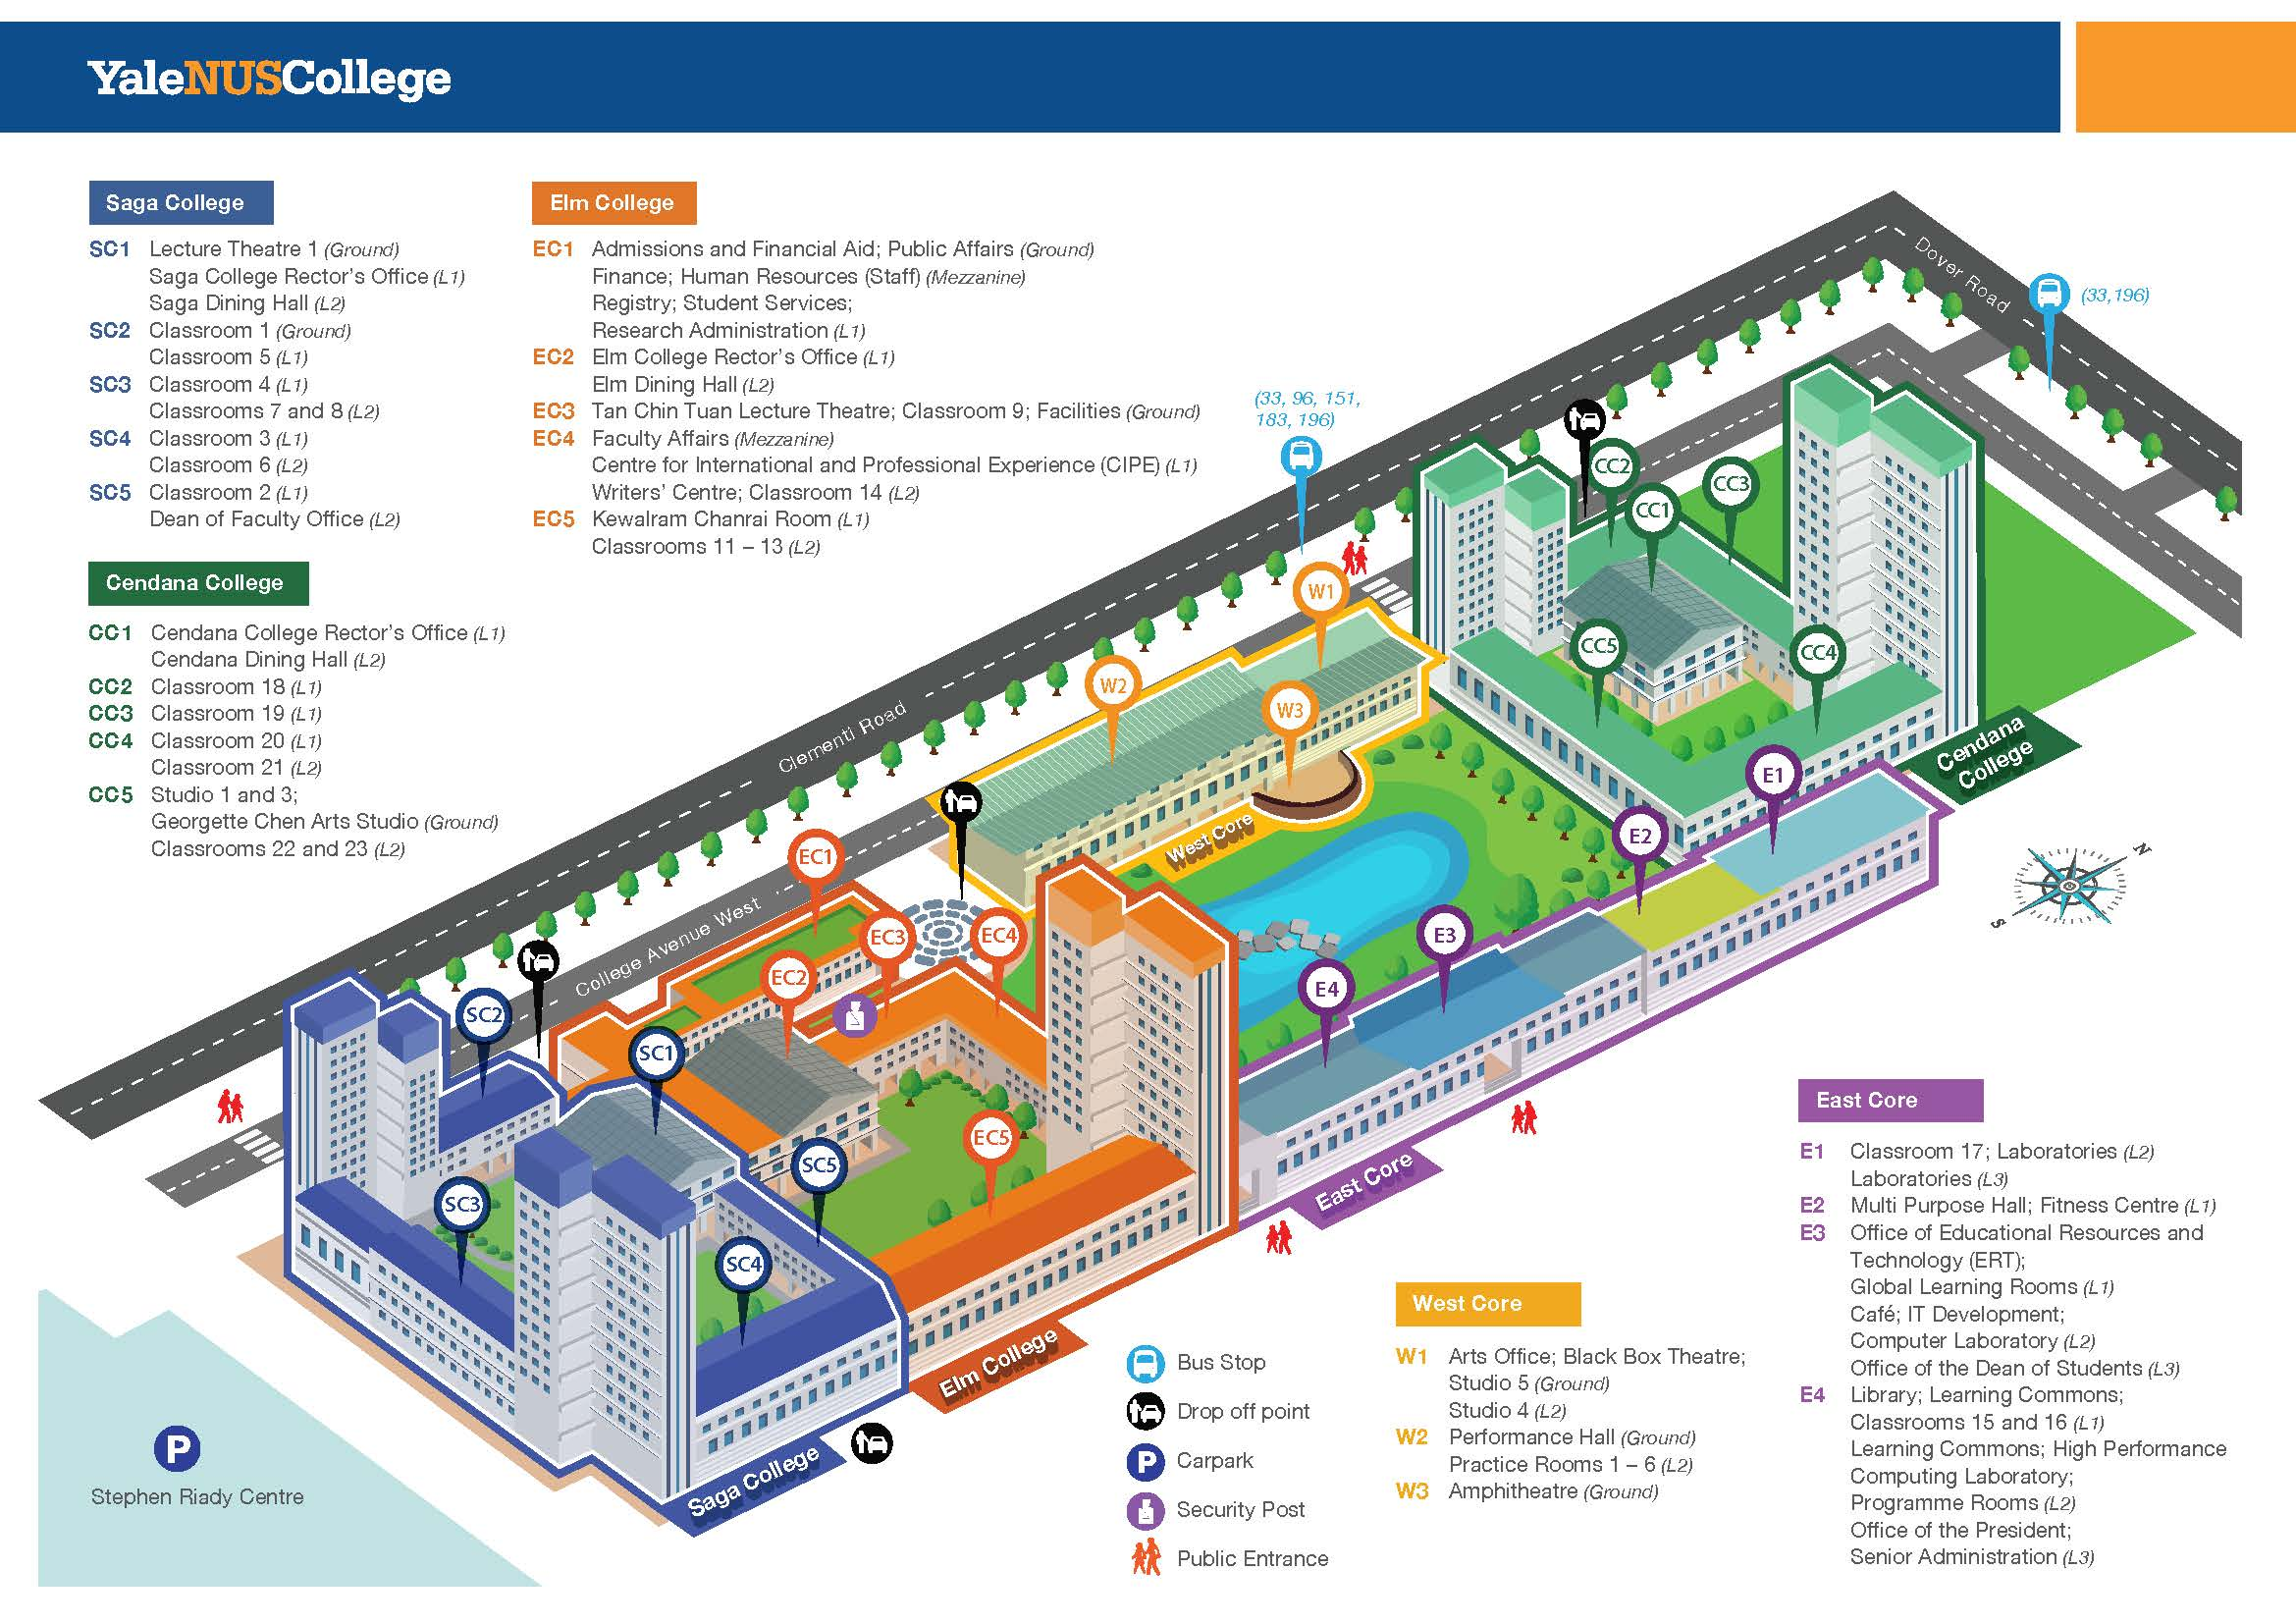 YaleNUSCollege
Saga College
SC1 Lecture Theatre 1 (Ground)
Saga College Rector's Office (L1)
Saga Dining Hall (L2)
SC2 Classroom 1 (Ground)
Classroom 5 (L1)
SC3 Classroom 4 (L1)
Classrooms 7 and 8 (L2)
SC4 Classroom 3 (L1)
Classroom 6 (L2)
SC5 Classroom 2 (L1)
Dean of Faculty Office (L2)
Cendana College
CC1 Cendana College Rector's Office (L1)
Cendana Dining Hall (L2)
CC2 Classroom 18 (L1)
CC3 Classroom 19 (L1)
CC4 Classroom 20 (L1)
Classroom 21 (L2)
CC5 Studio 1 and 3;
Georgette Chen Arts Studio (Ground)
Classrooms 22 and 23 (L2)
Elm College
EC1 Admissions and Financial Aid; Public Affairs (Ground)
Finance; Human Resources (Staff) (Mezzanine)
Registry; Student Services;
Research Administration (L1)
EC2 Elm College Rector's Office (L1)
Elm Dining Hall (L2)
EC3 Tan Chin Tuan Lecture Theatre; Classroom 9; Facilities (Ground)
EC4 Faculty Affairs (Mezzanine)
Centre for International and Professional Experience (CIPE) (L1)
Writers' Centre; Classroom 14 (L2)
EC5 Kewalram Chanrai Room (L1)
Classrooms 11 – 13 (L2)
Dover Road
(33,196)
(33, 96, 151,
183, 196)
CC2
CC3
CC1
W1
CC5
CC4
W2
W3
Clementi Road
Cendana
College
E1
West Core
E2
EC1
N
S
College Avenue West
EC3
EC4
E3
EC2
E4
SC2
SC1
EC5
SC5
SC3
SC4
East Core
Elm College
Saga College
P
Stephen Riady Centre
Bus Stop
Drop off point
P Carpark
Security Post
Public Entrance
West Core
W1 Arts Office; Black Box Theatre;
Studio 5 (Ground)
Studio 4 (L2)
W2 Performance Hall (Ground)
Practice Rooms 1 – 6 (L2)
W3 Amphitheatre (Ground)
East Core
E1 Classroom 17; Laboratories (L2)
Laboratories (L3)
E2 Multi Purpose Hall; Fitness Centre (L1)
E3 Office of Educational Resources and
Technology (ERT);
Global Learning Rooms (L1)
Café; IT Development;
Computer Laboratory (L2)
Office of the Dean of Students (L3)
E4 Library; Learning Commons;
Classrooms 15 and 16 (L1)
Learning Commons; High Performance
Computing Laboratory;
Programme Rooms (L2)
Office of the President;
Senior Administration (L3)